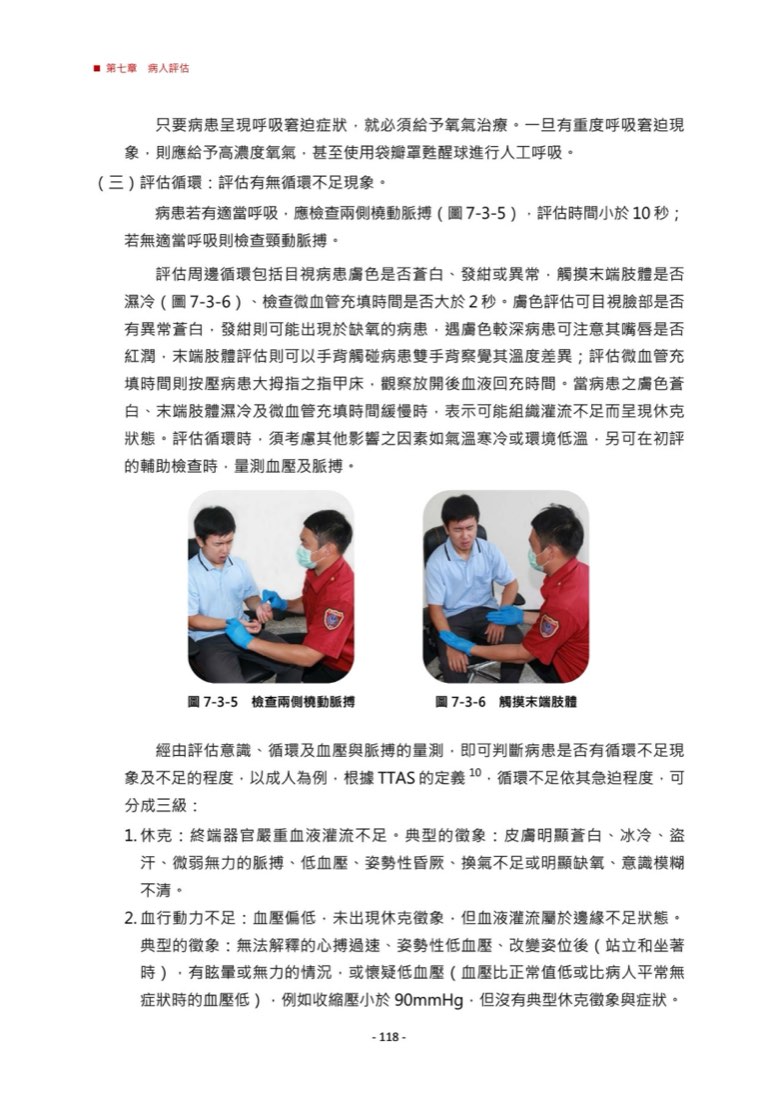 ■ 第七章　病人評估
只要病患呈現呼吸窘迫症狀，就必須給予氧氣治療。一旦有重度呼吸窘迫現
象，則應給予高濃度氧氣，甚至使用袋瓣罩甦醒球進行人工呼吸。
（三）評估循環：評估有無循環不足現象。
病患若有適當呼吸，應檢查兩側橈動脈搏（圖 7-3-5），評估時間小於 10 秒；
若無適當呼吸則檢查頸動脈搏。
評估周邊循環包括目視病患膚色是否蒼白、發紺或異常，觸摸末端肢體是否
濕冷（圖 7-3-6）、檢查微血管充填時間是否大於 2 秒。膚色評估可目視臉部是否
有異常蒼白，發紺則可能出現於缺氧的病患，遇膚色較深病患可注意其嘴唇是否
紅潤，末端肢體評估則可以手背觸碰病患雙手背察覺其溫度差異；評估微血管充
填時間則按壓病患大拇指之指甲床，觀察放開後血液回充時間。當病患之膚色蒼
白、末端肢體濕冷及微血管充填時間緩慢時，表示可能組織灌流不足而呈現休克
狀態。評估循環時，須考慮其他影響之因素如氣溫寒冷或環境低溫，另可在初評
的輔助檢查時，量測血壓及脈搏。
圖 7-3-5　檢查兩側橈動脈搏
圖 7-3-6　觸摸末端肢體
經由評估意識、循環及血壓與脈搏的量測，即可判斷病患是否有循環不足現
象及不足的程度，以成人為例，根據 TTAS 的定義 10，循環不足依其急迫程度，可
分成三級：
1. 休克：終端器官嚴重血液灌流不足。典型的徵象：皮膚明顯蒼白、冰冷、盜
汗、微弱無力的脈搏、低血壓、姿勢性昏厥、換氣不足或明顯缺氧、意識模糊
不清。
2. 血行動力不足：血壓偏低，未出現休克徵象，但血液灌流屬於邊緣不足狀態。
典型的徵象：無法解釋的心搏過速、姿勢性低血壓、改變姿位後（站立和坐著
時），有眩暈或無力的情況，或懷疑低血壓（血壓比正常值低或比病人平常無
症狀時的血壓低），例如收縮壓小於 90mmHg，但沒有典型休克徵象與症狀。
- 118 -